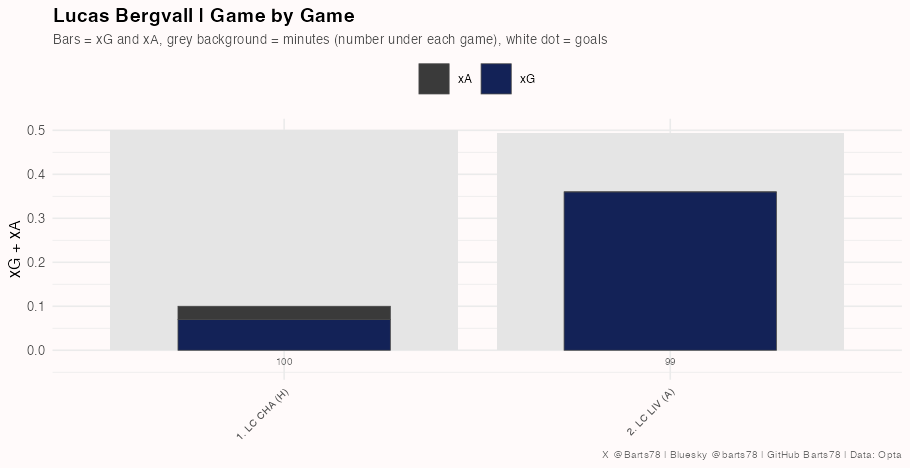 Lucas Bergvall | Game by Game
Bars = xG and xA, grey background = minutes (number under each game), white dot = goals
xA xG
xG + xA
0.5
0.4
0.3
0.2
0.1
0.0
100 99
1. LC CHA (H) 2. LC LIV (A)
X @Barts78 | Bluesky @barts78 | GitHub Barts78 | Data: Opta